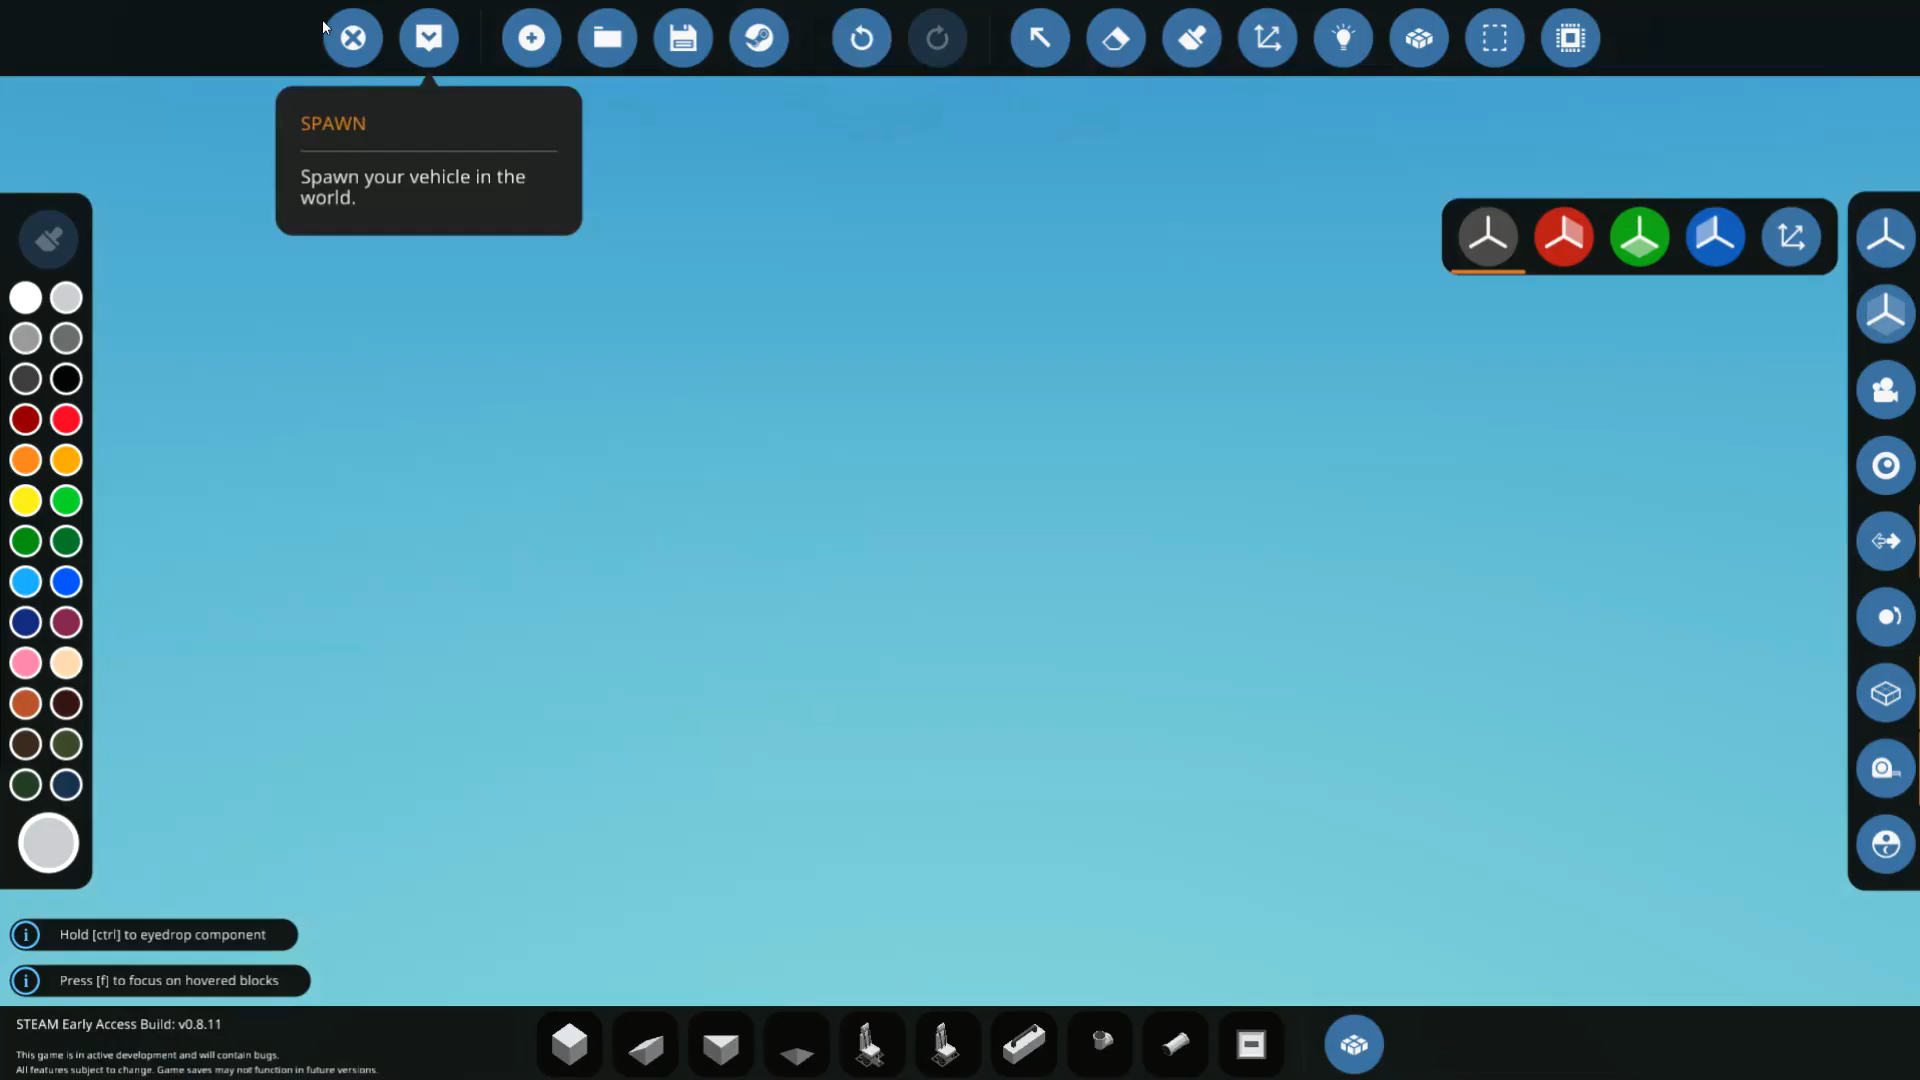 SPAWN
Spawn your vehicle in the
world.
Hold [ctrl] to eyedrop component
Press [f] to focus on hovered blocks
STEAM Early Access Build: v0.8.11
This game is in active development and will contain bugs.
All features subject to change. Game saves may not function in future versions.